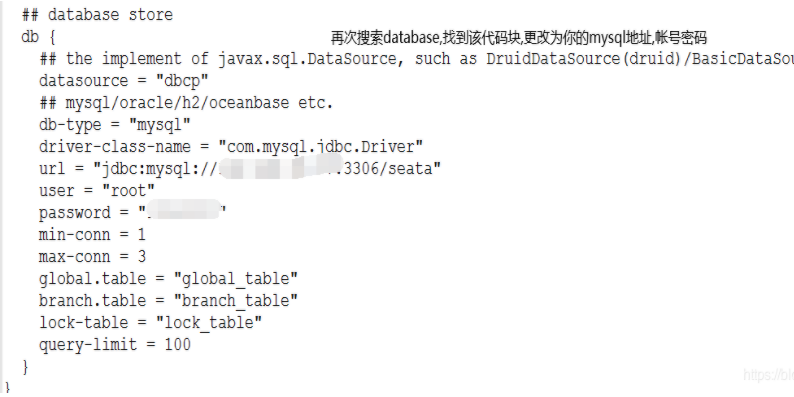 ## database store
db {
再次搜索database,找到该代码块,更改为你的mysql地址,帐号密码
## the implement of javax.sql.DataSource, such as DruidDataSource(druid)/BasicDataSou
datasource = "dbcp"
## mysql/oracle/h2/oceanbase etc.
db-type = "mysql"
driver-class-name = "com.mysql.jdbc.Driver"
url = "jdbc:mysql:// :3306/seata"
user = "root"
password = " "
min-conn = 1
max-conn = 3
global.table = "global_table"
branch.table = "branch_table"
lock-table = "lock_table"
query-limit = 100
}
}
https://bl